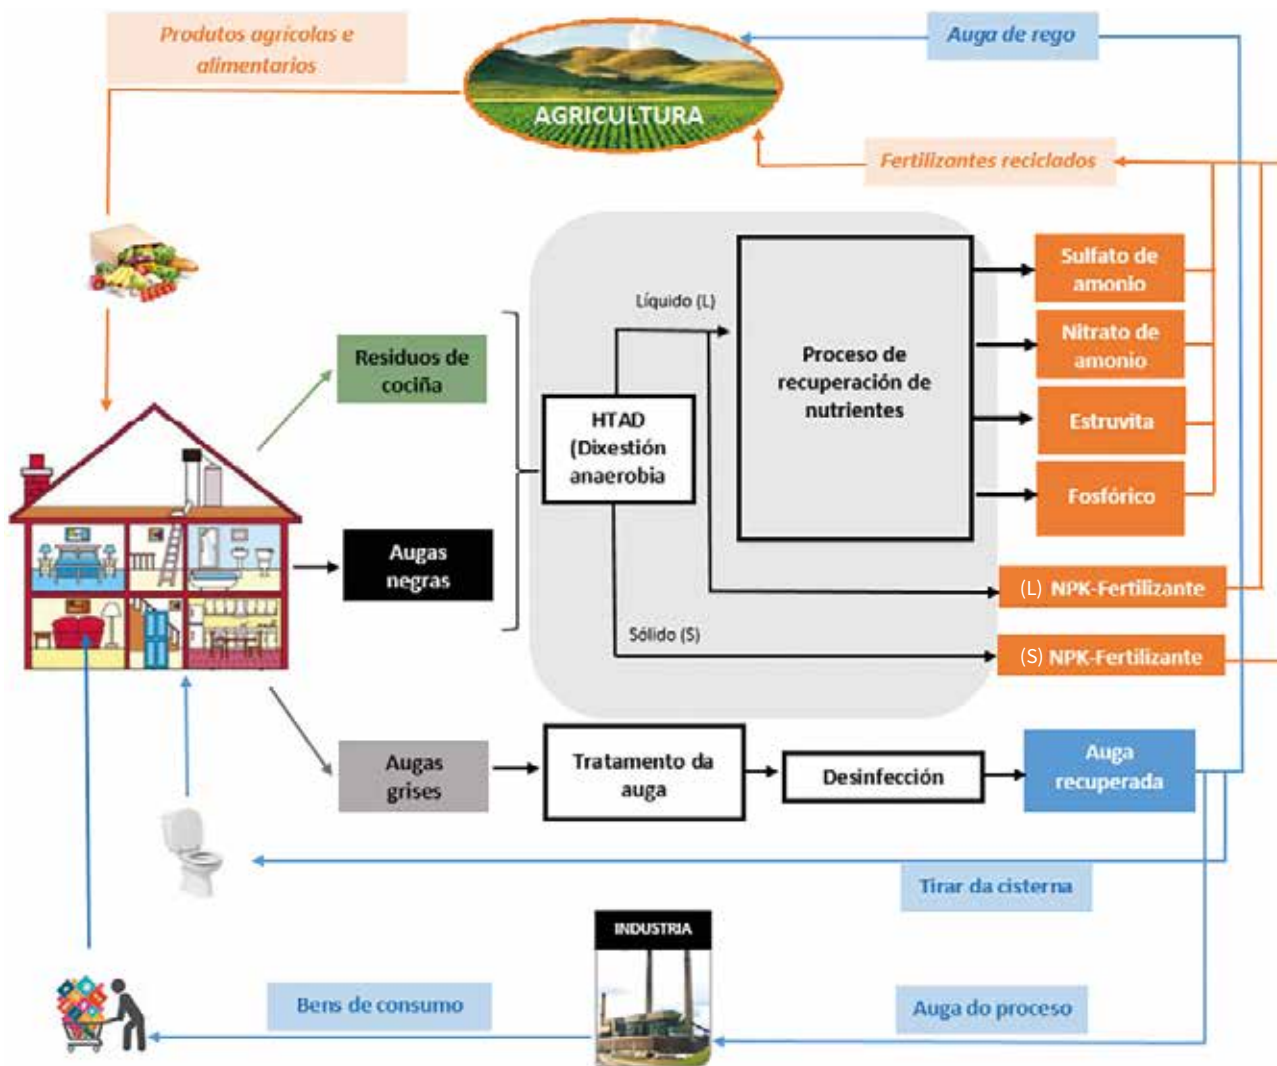 Produtos agrícolas e
alimentarios
AGRICULTURA
Auga de rego
Fertilizantes reciclados
Líquido (L)
Sulfato de
amonio
Residuos de
cociña
Proceso de
recuperación de
nutrientes
Nitrato de
amonio
HTAD
(Dixestión
anaerobia
Estruvita
Fosfórico
Augas
negras
(L) NPK-Fertilizante
Sólido (S)
(S) NPK-Fertilizante
Augas
grises
Tratamento da
auga
Desinfección
Auga
recuperada
Tirar da cisterna
INDUSTRIA
Bens de consumo
Auga do proceso